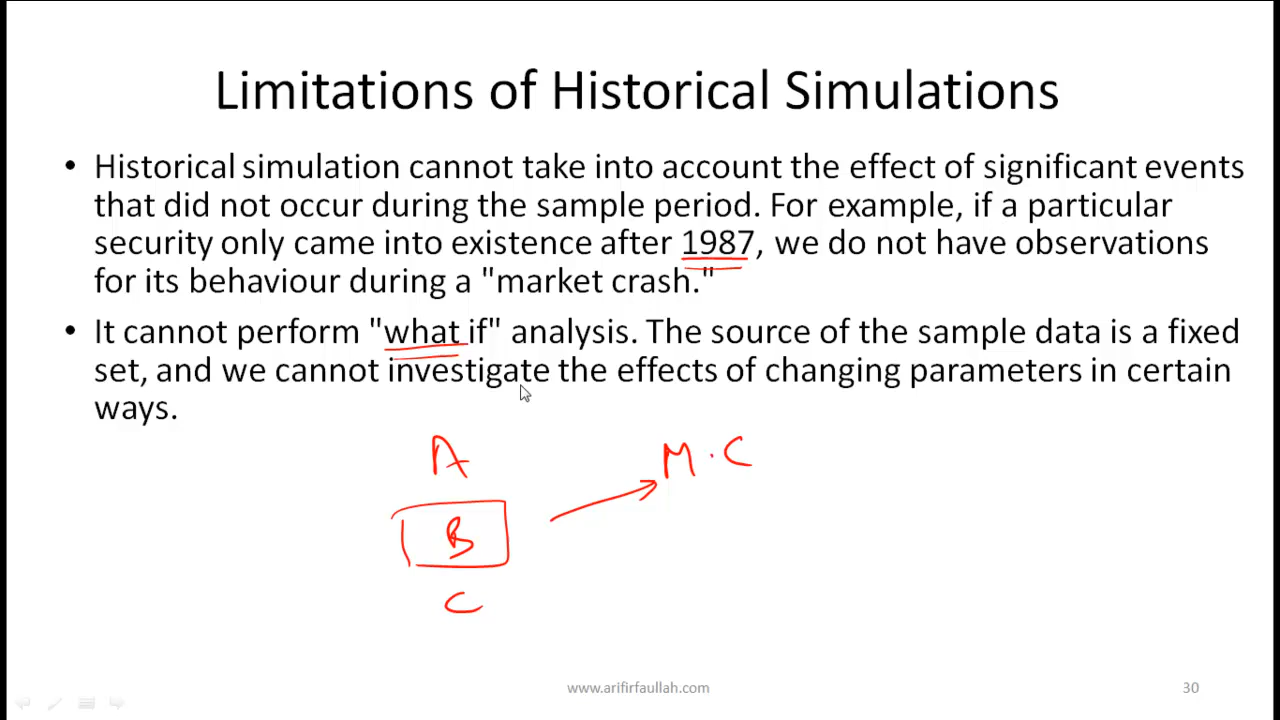 Limitations of Historical Simulations
• Historical simulation cannot take into account the effect of significant events
that did not occur during the sample period. For example, if a particular
security only came into existence after 1987, we do not have observations
for its behaviour during a "market crash."
• It cannot perform "what if" analysis. The source of the sample data is a fixed
set, and we cannot investigate the effects of changing parameters in certain
ways.
A
M.C
B
C
www.arifirfaullah.com
30